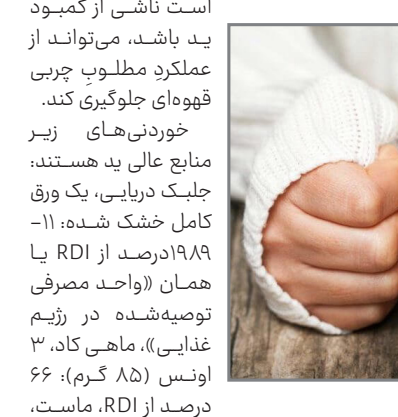 است ناشی از کمبود
ید باشد، می‌تواند از
عملکردِ مطلوبِ چربی
قهوه‌ای جلوگیری کند.
خوردنی‌های زیر
منابع عالی ید هستند:
جلبک دریایی، یک ورق
کامل خشک شده: ۱۱-
۱۹۸۹درصد از RDI یا
همان «واحد مصرفی
توصیه‌شده در رژیم
غذایی»، ماهی کاد، ۳
اونس (۸۵ گرم): ۶۶
درصد از RDI، ماست،